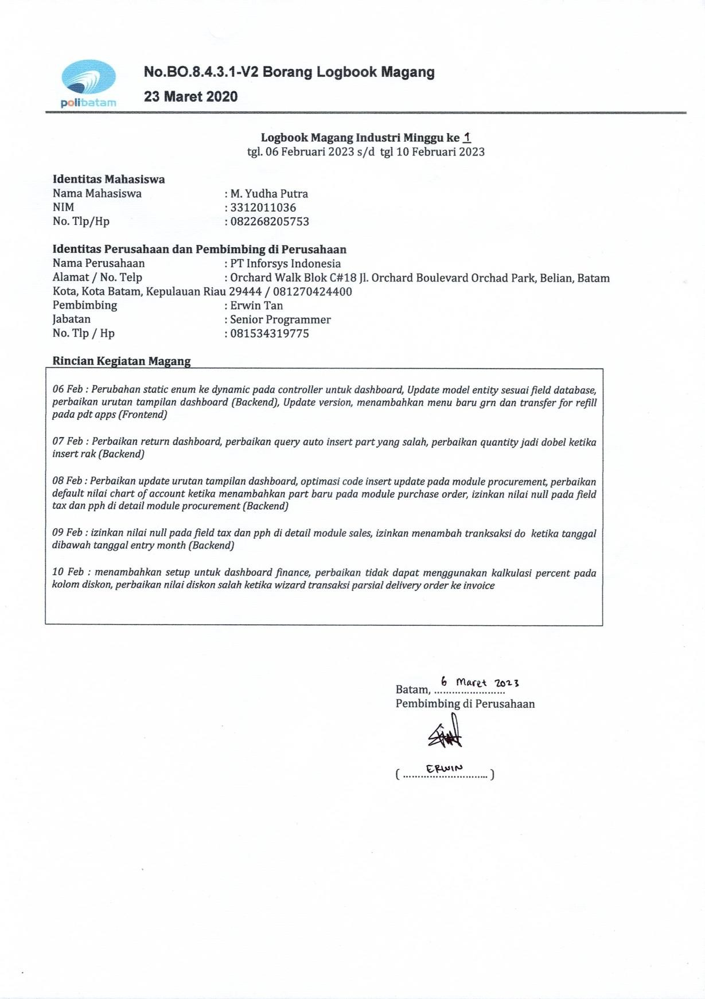 polibatam
No.BO.8.4.3.1-V2 Borang Logbook Magang
23 Maret 2020
Logbook Magang Industri Minggu ke 1
tgl. 06 Februari 2023 s/d tgl 10 Februari 2023
Identitas Mahasiswa
Nama Mahasiswa : M. Yudha Putra
NIM : 3312011036
No. Tlp/Hp : 082268205753
Identitas Perusahaan dan Pembimbing di Perusahaan
Nama Perusahaan : PT Inforsys Indonesia
Alamat / No. Telp : Orchard Walk Blok C#18 Jl. Orchard Boulevard Orchad Park, Belian, Batam
Kota, Kota Batam, Kepulauan Riau 29444 / 081270424400
Pembimbing : Erwin Tan
Jabatan : Senior Programmer
No. Tlp / Hp : 081534319775
Rincian Kegiatan Magang
06 Feb : Perubahan static enum ke dynamic pada controller untuk dashboard, Update model entity sesuai field database,
perbaikan urutan tampilan dashboard (Backend), Update version, menambahkan menu baru grn dan transfer for refill
pada pdt apps (Frontend)
07 Feb : Perbaikan return dashboard, perbaikan query auto insert part yang salah, perbaikan quantity jadi dobel ketika
insert rak (Backend)
08 Feb : Perbaikan update urutan tampilan dashboard, optimasi code insert update pada module procurement, perbaikan
default nilai chart of account ketika menambahkan part baru pada module purchase order, izinkan nilai null pada field
tax dan pph di detail module procurement (Backend)
09 Feb : izinkan nilai null pada field tax dan pph di detail module sales, izinkan menambah tranksaksi do ketika tanggal
dibawah tanggal entry month (Backend)
10 Feb : menambahkan setup untuk dashboard finance, perbaikan tidak dapat menggunakan kalkulasi percent pada
kolom diskon, perbaikan nilai diskon salah ketika wizard transaksi parsial delivery order ke invoice
Batam, 6 Maret 2023
Pembimbing di Perusahaan
( ERWIN )